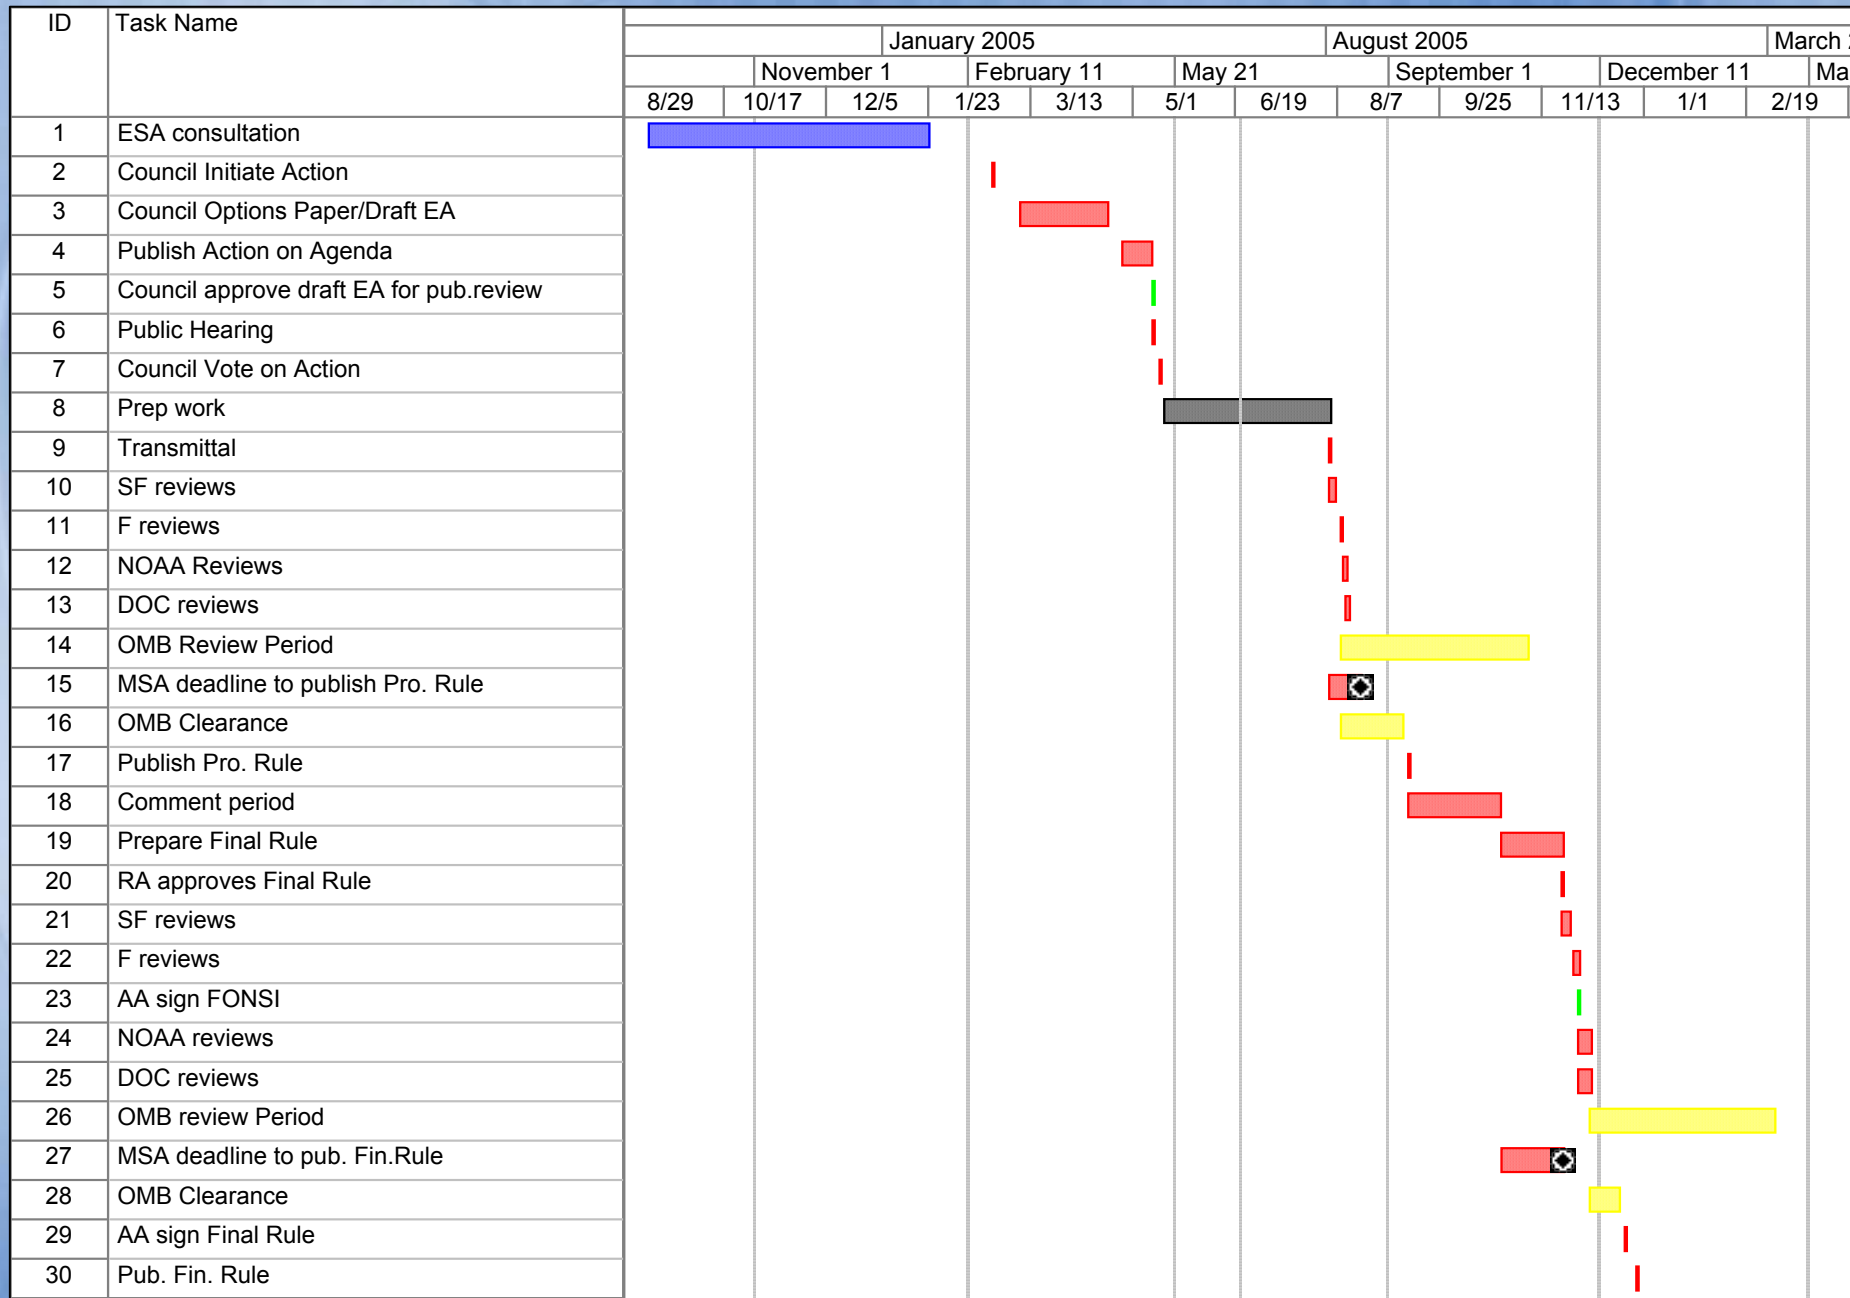 ID Task Name
January 2005 August 2005 March
November 1 February 11 May 21 September 1 December 11 Ma
8/29 10/17 12/5 1/23 3/13 5/1 6/19 8/7 9/25 11/13 1/1 2/19
1 ESA consultation
2 Council Initiate Action
3 Council Options Paper/Draft EA
4 Publish Action on Agenda
5 Council approve draft EA for pub.review
6 Public Hearing
7 Council Vote on Action
8 Prep work
9 Transmittal
10 SF reviews
11 F reviews
12 NOAA Reviews
13 DOC reviews
14 OMB Review Period
15 MSA deadline to publish Pro. Rule
16 OMB Clearance
17 Publish Pro. Rule
18 Comment period
19 Prepare Final Rule
20 RA approves Final Rule
21 SF reviews
22 F reviews
23 AA sign FONSI
24 NOAA reviews
25 DOC reviews
26 OMB review Period
27 MSA deadline to pub. Fin.Rule
28 OMB Clearance
29 AA sign Final Rule
30 Pub. Fin. Rule